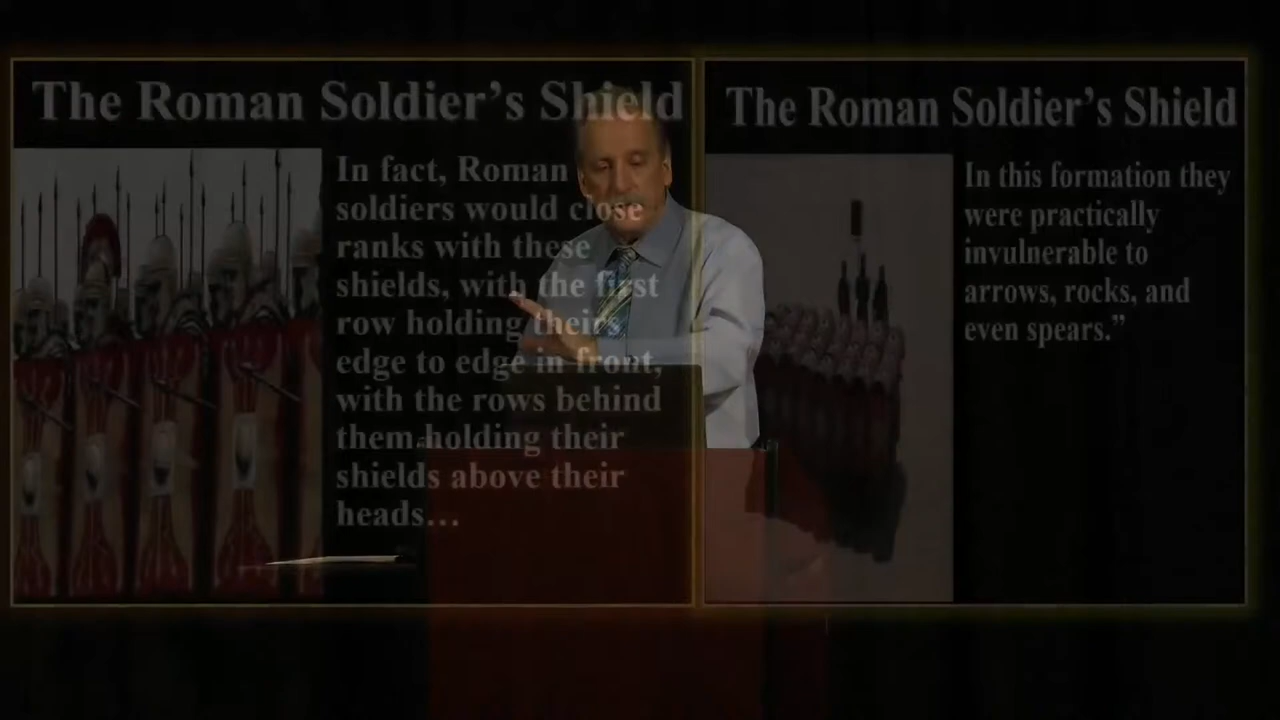 The Roman Soldier's Shield
In fact, Roman
soldiers would close
ranks with these
shields, with the first
row holding theirs
edge to edge in front,
with the rows behind
them holding their
shields above their
heads…
The Roman Soldier's Shield
In this formation they
were practically
invulnerable to
arrows, rocks, and
even spears.”